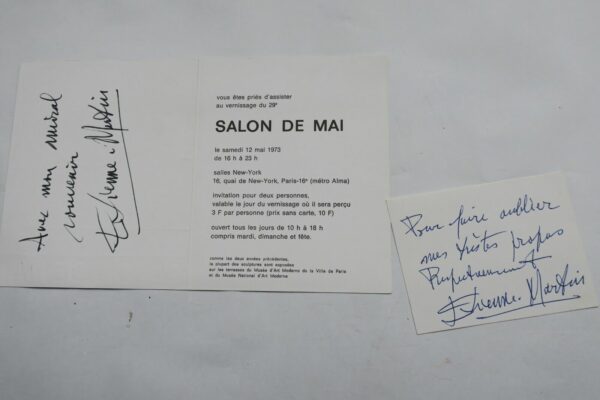 Avec mon amical
souvenir
Etienne-Martin
vous êtes priés d'assister
au vernissage du 29e
SALON DE MAI
le samedi 12 mai 1973
de 16 h à 23 h
salles New-York
16, quai de New-York, Paris-16e (métro Alma)
invitation pour deux personnes,
valable le jour du vernissage où il sera perçu
3 F par personne (prix sans carte, 10 F)
ouvert tous les jours de 10 h à 18 h
compris mardi, dimanche et fête.
comme les deux années précédentes,
la plupart des sculptures sont exposées
sur les terrasses du Musée d'Art Moderne de la Ville de Paris
et du Musée National d'Art Moderne
Pour faire oublier
mes tristes propos
Respectueusement
Etienne-Martin